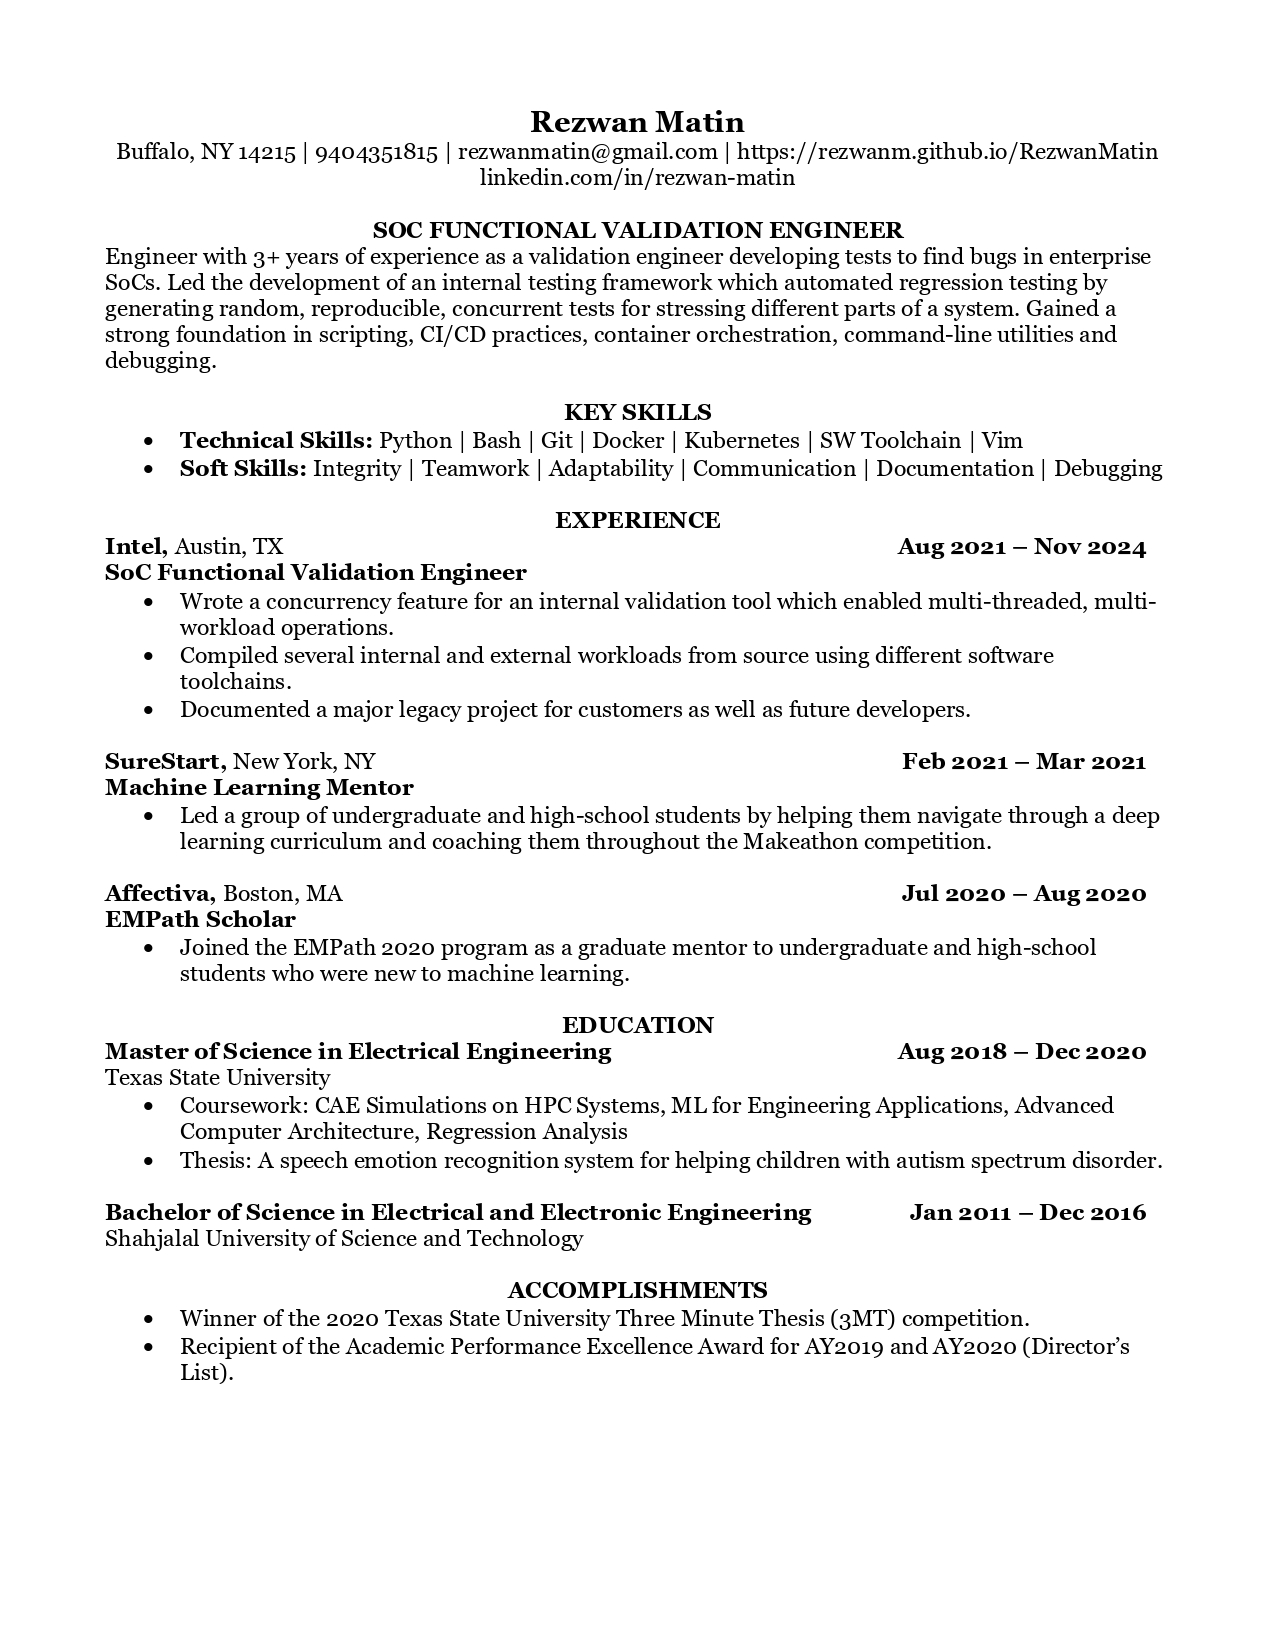 Rezwan Matin
Buffalo, NY 14215 | 9404351815 | rezwanmatin@gmail.com | https://rezwanm.github.io/RezwanMatin
linkedin.com/in/rezwan-matin
SOC FUNCTIONAL VALIDATION ENGINEER
Engineer with 3+ years of experience as a validation engineer developing tests to find bugs in enterprise
SoCs. Led the development of an internal testing framework which automated regression testing by
generating random, reproducible, concurrent tests for stressing different parts of a system. Gained a
strong foundation in scripting, CI/CD practices, container orchestration, command-line utilities and
debugging.
KEY SKILLS
• Technical Skills: Python | Bash | Git | Docker | Kubernetes | SW Toolchain | Vim
• Soft Skills: Integrity | Teamwork | Adaptability | Communication | Documentation | Debugging
EXPERIENCE
Intel, Austin, TX Aug 2021 – Nov 2024
SoC Functional Validation Engineer
• Wrote a concurrency feature for an internal validation tool which enabled multi-threaded, multi-
workload operations.
• Compiled several internal and external workloads from source using different software
toolchains.
• Documented a major legacy project for customers as well as future developers.
SureStart, New York, NY Feb 2021 – Mar 2021
Machine Learning Mentor
• Led a group of undergraduate and high-school students by helping them navigate through a deep
learning curriculum and coaching them throughout the Makeathon competition.
Affectiva, Boston, MA Jul 2020 – Aug 2020
EMPath Scholar
• Joined the EMPath 2020 program as a graduate mentor to undergraduate and high-school
students who were new to machine learning.
EDUCATION
Master of Science in Electrical Engineering Aug 2018 – Dec 2020
Texas State University
• Coursework: CAE Simulations on HPC Systems, ML for Engineering Applications, Advanced
Computer Architecture, Regression Analysis
• Thesis: A speech emotion recognition system for helping children with autism spectrum disorder.
Bachelor of Science in Electrical and Electronic Engineering Jan 2011 – Dec 2016
Shahjalal University of Science and Technology
ACCOMPLISHMENTS
• Winner of the 2020 Texas State University Three Minute Thesis (3MT) competition.
• Recipient of the Academic Performance Excellence Award for AY2019 and AY2020 (Director’s
List).